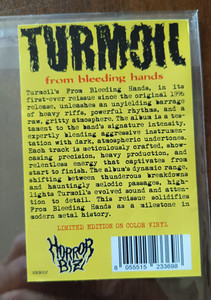 TURMOIL
from bleeding hands
Turmoil's From Bleeding Hands, in its
first-ever reissue since the original 1996
release, unleashes an unyielding barrage
of heavy riffs, powerful rhythms, and a
raw, gritty atmosphere. The album is a tes-
tament to the band's signature intensity,
expertly blending aggressive instrumen-
tation with dark, atmospheric undertones.
Each track is meticulously crafted, show-
casing precision, heavy production, and
relentless energy that captivates from
start to finish. The album's dynamic range,
shifting between thunderous breakdowns
and hauntingly melodic passages, high-
lights Turmoil's evolved sound and atten-
tion to detail. This reissue solidifies
From Bleeding Hands as a milestone in
modern metal history.
LIMITED EDITION ON COLOR VINYL
HORROR
BIZ
8 055515 233698